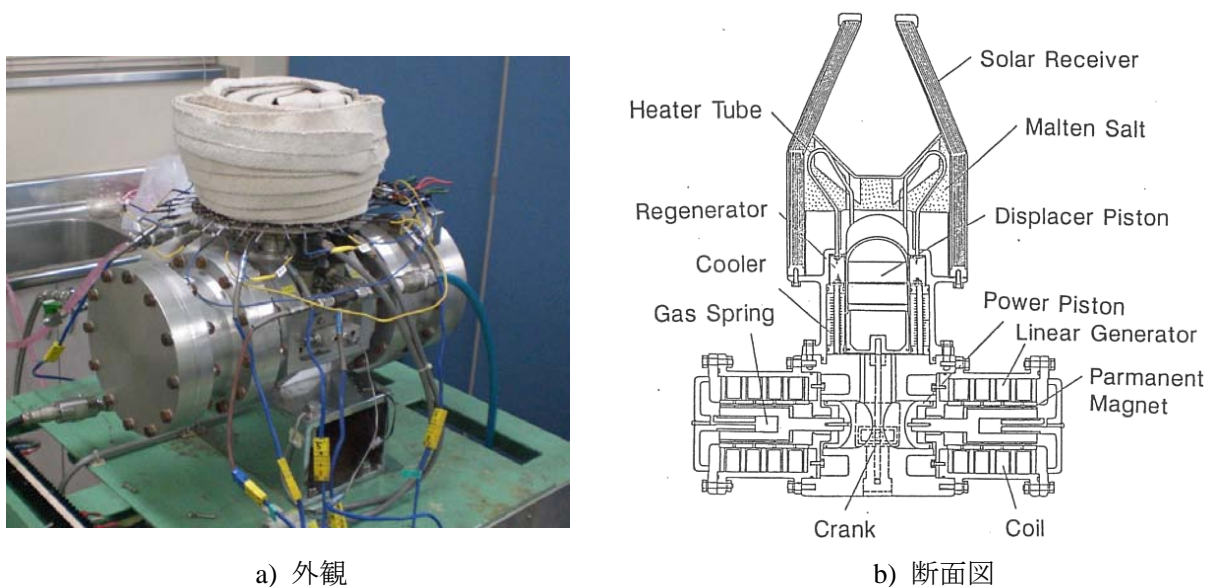 Solar Receiver
Heater Tube
Malten Salt
Regenerator
Displacer Piston
Cooler
Power Piston
Gas Spring
Linear Generator
Parmanent
Magnet
Crank
Coil
a) 外観
b) 断面図